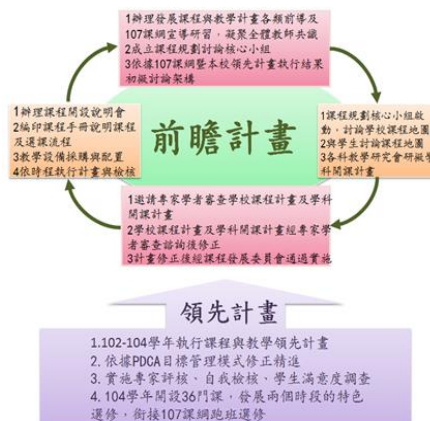 1辦理發展課程與教學計畫各類前導及
107課綱宣導研習，凝聚全體教師共識
2成立課程規劃討論核心小組
3依據107課綱暨本校領先計畫執行結果
初擬討論架構
1辦理課程開設說明會
2編印課程手冊說明課程
及選課流程
3教學設備採購與配置
4依時程執行計畫與檢核
前瞻計畫
1課程規劃核心小組啟
動，討論學校課程地圖
2與學生討論課程地圖
3各科教學研究會研擬學
科開課計畫
1邀請專家學者審查學校課程計畫及學科
開課計畫
2學校課程計畫及學科開課計畫經專家學
者審查諮詢後修正
3計畫修正後經課程發展委員會通過實施
領先計畫
1.102-104學年執行課程與教學領先計畫
2.依據PDCA目標管理模式修正精進
3.實施專家評核、自我檢核、學生滿意度調查
4.104學年開設36門課，發展兩個時段的特色
選修，銜接107課綱跑班選修